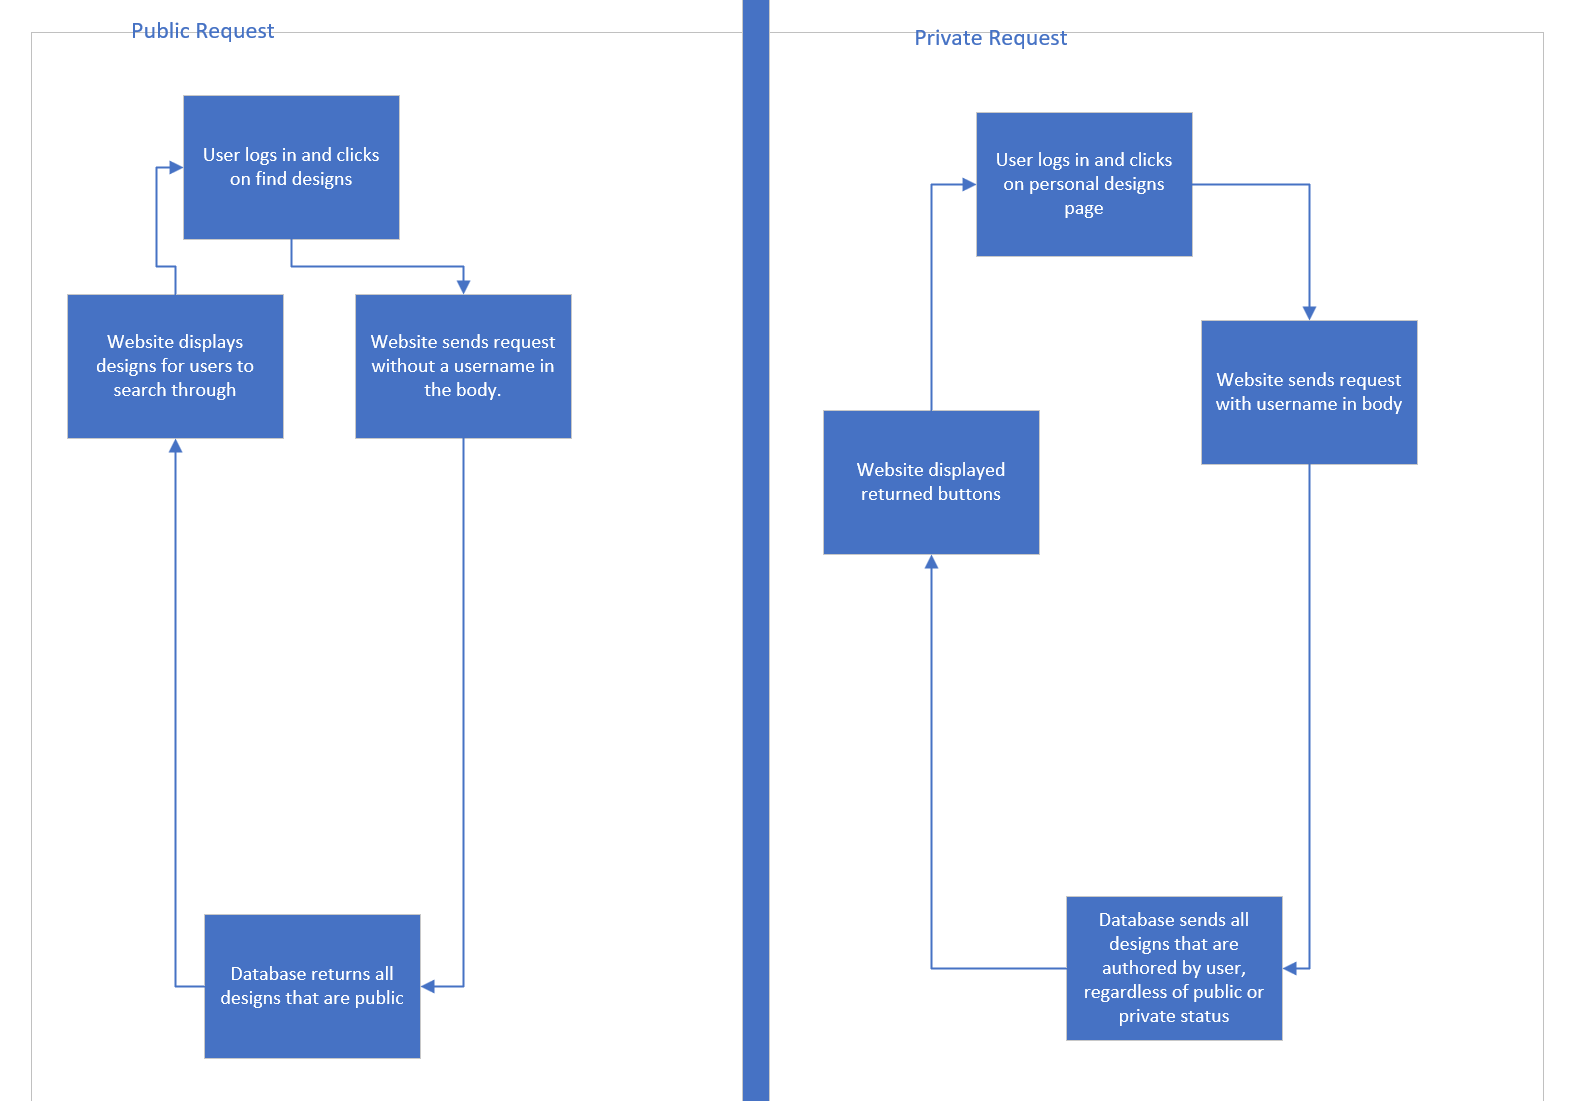 Public Request
User logs in and clicks
on find designs
Website displays
designs for users to
search through
Website sends request
without a username in
the body.
Database returns all
designs that are public
Private Request
User logs in and clicks
on personal designs
page
Website sends request
with username in body
Website displayed
returned buttons
Database sends all
designs that are
authored by user,
regardless of public or
private status